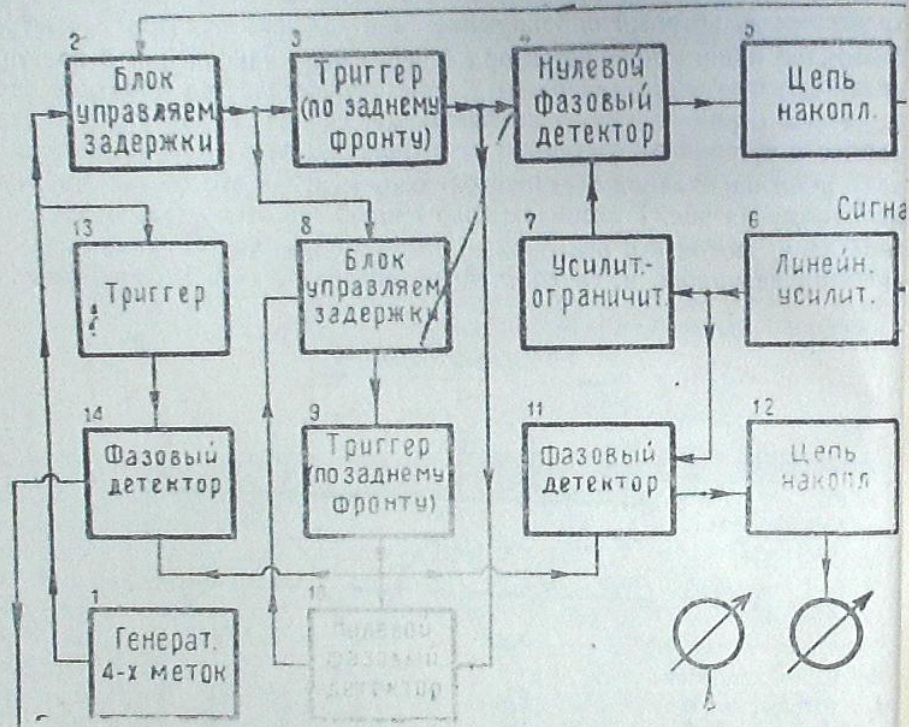 2
Блок
управляем
задержки
3
Триггер
(по заднему
фронту)
4
Нулевой
фазовый
детектор
5
Цепь
накопл.
13
Триггер
8
Блок
управляем
задержки
7
Усилит.-
ограничит.
6
Сигна
Линейн.
усилит.
14
Фазовый
детектор
9
Триггер
(по заднему
фронту)
11
Фазовый
детектор
12
Цепь
накопл
1
Генерат.
4-х меток
10
Нулевой
фазовый
детектор